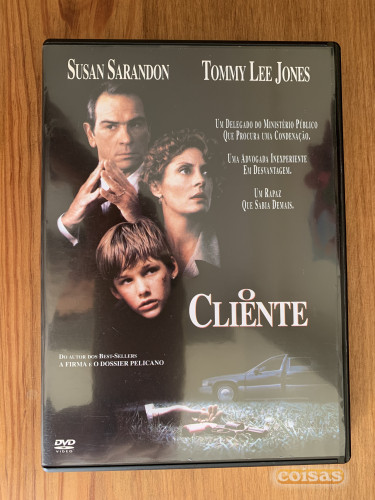 SUSAN SARANDON TOMMY LEE JONES
UM DELEGADO DO MINISTÉRIO PÚBLICO
QUE PROCURA UMA CONDENAÇÃO.
UMA ADVOGADA INEXPERIENTE
EM DESVANTAGEM.
UM RAPAZ
QUE SABIA DEMAIS.
O
CLIENTE
DO AUTOR DOS BEST-SELLERS
A FIRMA E O DOSSIER PELICANO
DVD
VIDEO
coisas